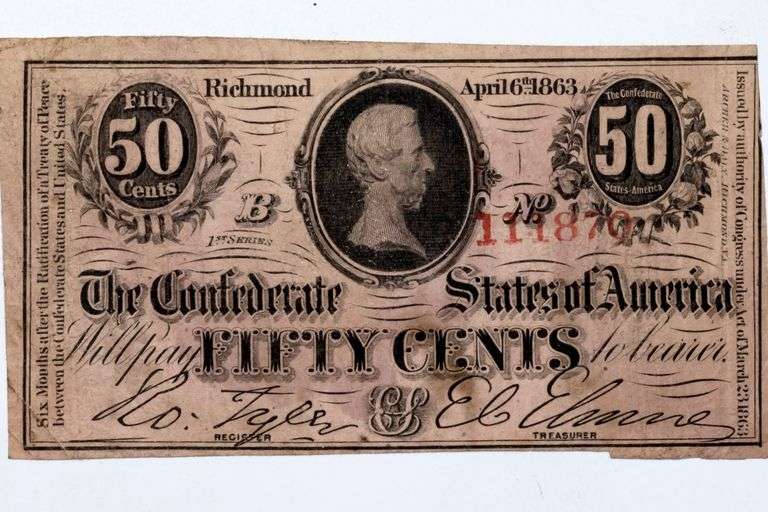 Six Months after the Ratification of a Treaty of Peace
between the Confederate States and United States,
Fifty
50
Cents
Richmond
April 6th 1863
The Confederate
50
States-America
B
1ST SERIES
No
111870
The Confederate States of America
Will pay FIFTY CENTS to bearer.
Ro. Tyler
REGISTER
CS
TREASURER
Issued by authority of Congress under Act of March 23 1863
RICHMOND, VA